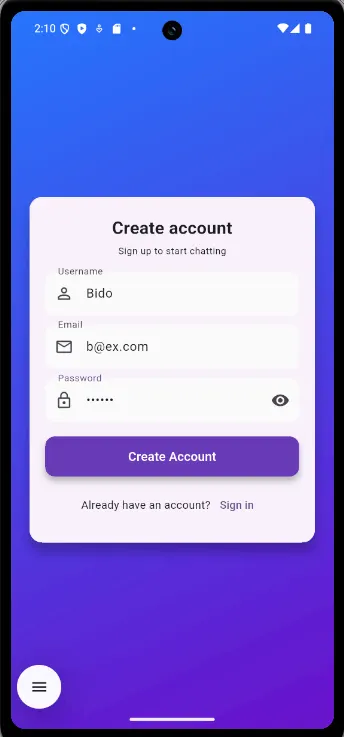 2:10
Create account
Sign up to start chatting
Username
Bido
Email
b@ex.com
Password
••••••
Create Account
Already have an account? Sign in